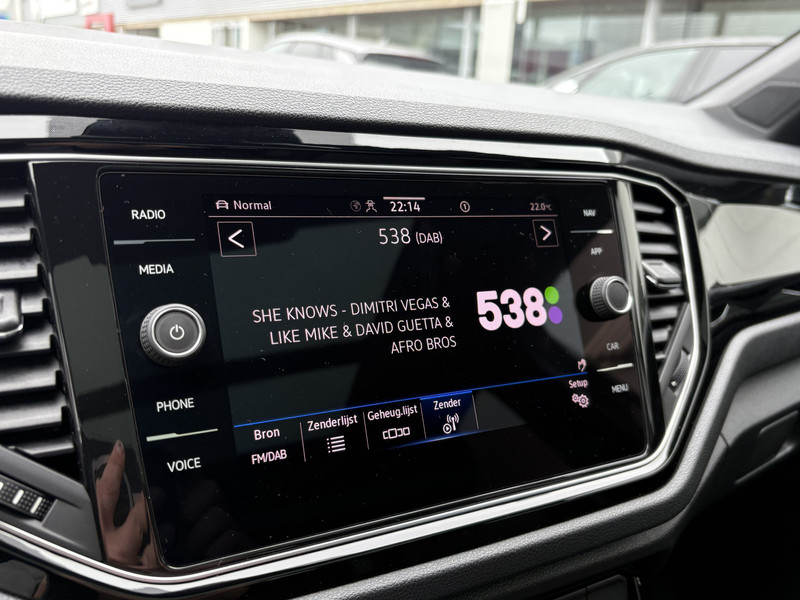 RADIO
MEDIA
PHONE
VOICE
Normal
22:14
1
22.0°C
538 (DAB)
SHE KNOWS - DIMITRI VEGAS &
LIKE MIKE & DAVID GUETTA &
AFRO BROS
538
Bron
FM/DAB
Zenderlijst
Geheug.lijst
Zender
Setup
NAV
APP
CAR
MENU